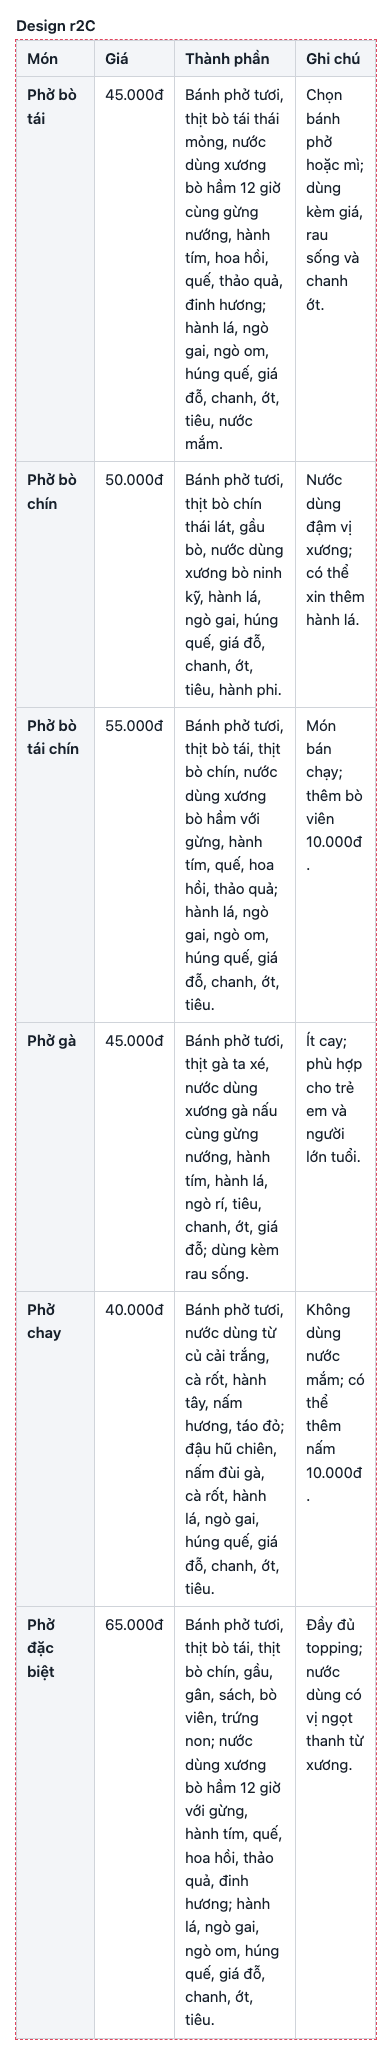 Design r2C
Món
Giá
Thành phần
Ghi chú
Phở bò
tái
45.000đ
Bánh phở tươi,
thịt bò tái thái
mỏng, nước
dùng xương
bò hầm 12 giờ
cùng gừng
nướng, hành
tím, hoa hồi,
quế, thảo quả,
đinh hương;
hành lá, ngò
gai, ngò om,
húng quế, giá
đỗ, chanh, ớt,
tiêu, nước
mắm.
Chọn
bánh
phở
hoặc mì;
dùng
kèm giá,
rau
sống và
chanh
ớt.
Phở bò
chín
50.000đ
Bánh phở tươi,
thịt bò chín
thái lát, gầu
bò, nước dùng
xương bò ninh
kỹ, hành lá,
ngò gai, húng
quế, giá đỗ,
chanh, ớt,
tiêu, hành phi.
Nước
dùng
đậm vị
xương;
có thể
xin thêm
hành lá.
Phở bò
tái chín
55.000đ
Bánh phở tươi,
thịt bò tái, thịt
bò chín, nước
dùng xương
bò hầm với
gừng, hành
tím, quế, hoa
hồi, thảo quả;
hành lá, ngò
gai, ngò om,
húng quế, giá
đỗ, chanh, ớt,
tiêu.
Món
bán
chạy;
thêm bò
viên
10.000đ
.
Phở gà
45.000đ
Bánh phở tươi,
thịt gà ta xé,
nước dùng
xương gà nấu
cùng gừng
nướng, hành
tím, hành lá,
ngò rí, tiêu,
chanh, ớt, giá
đỗ; dùng kèm
rau sống.
Ít cay;
phù hợp
cho trẻ
em và
người
lớn tuổi.
Phở
chay
40.000đ
Bánh phở tươi,
nước dùng từ
củ cải trắng,
cà rốt, hành
tây, nấm
hương, táo đỏ;
đậu hũ chiên,
nấm đùi gà,
cà rốt, hành
lá, ngò gai,
húng quế, giá
đỗ, chanh, ớt,
tiêu.
Không
dùng
nước
mắm; có
thể
thêm
nấm
10.000đ
.
Phở
đặc
biệt
65.000đ
Bánh phở tươi,
thịt bò tái, thịt
bò chín, gầu,
gân, sách, bò
viên, trứng
non; nước
dùng xương
bò hầm 12 giờ
với gừng,
hành tím, quế,
hoa hồi, thảo
quả, đinh
hương; hành
lá, ngò gai,
ngò om, húng
quế, giá đỗ,
chanh, ớt,
tiêu.
Đầy đủ
topping;
nước
dùng có
vị ngọt
thanh từ
xương.